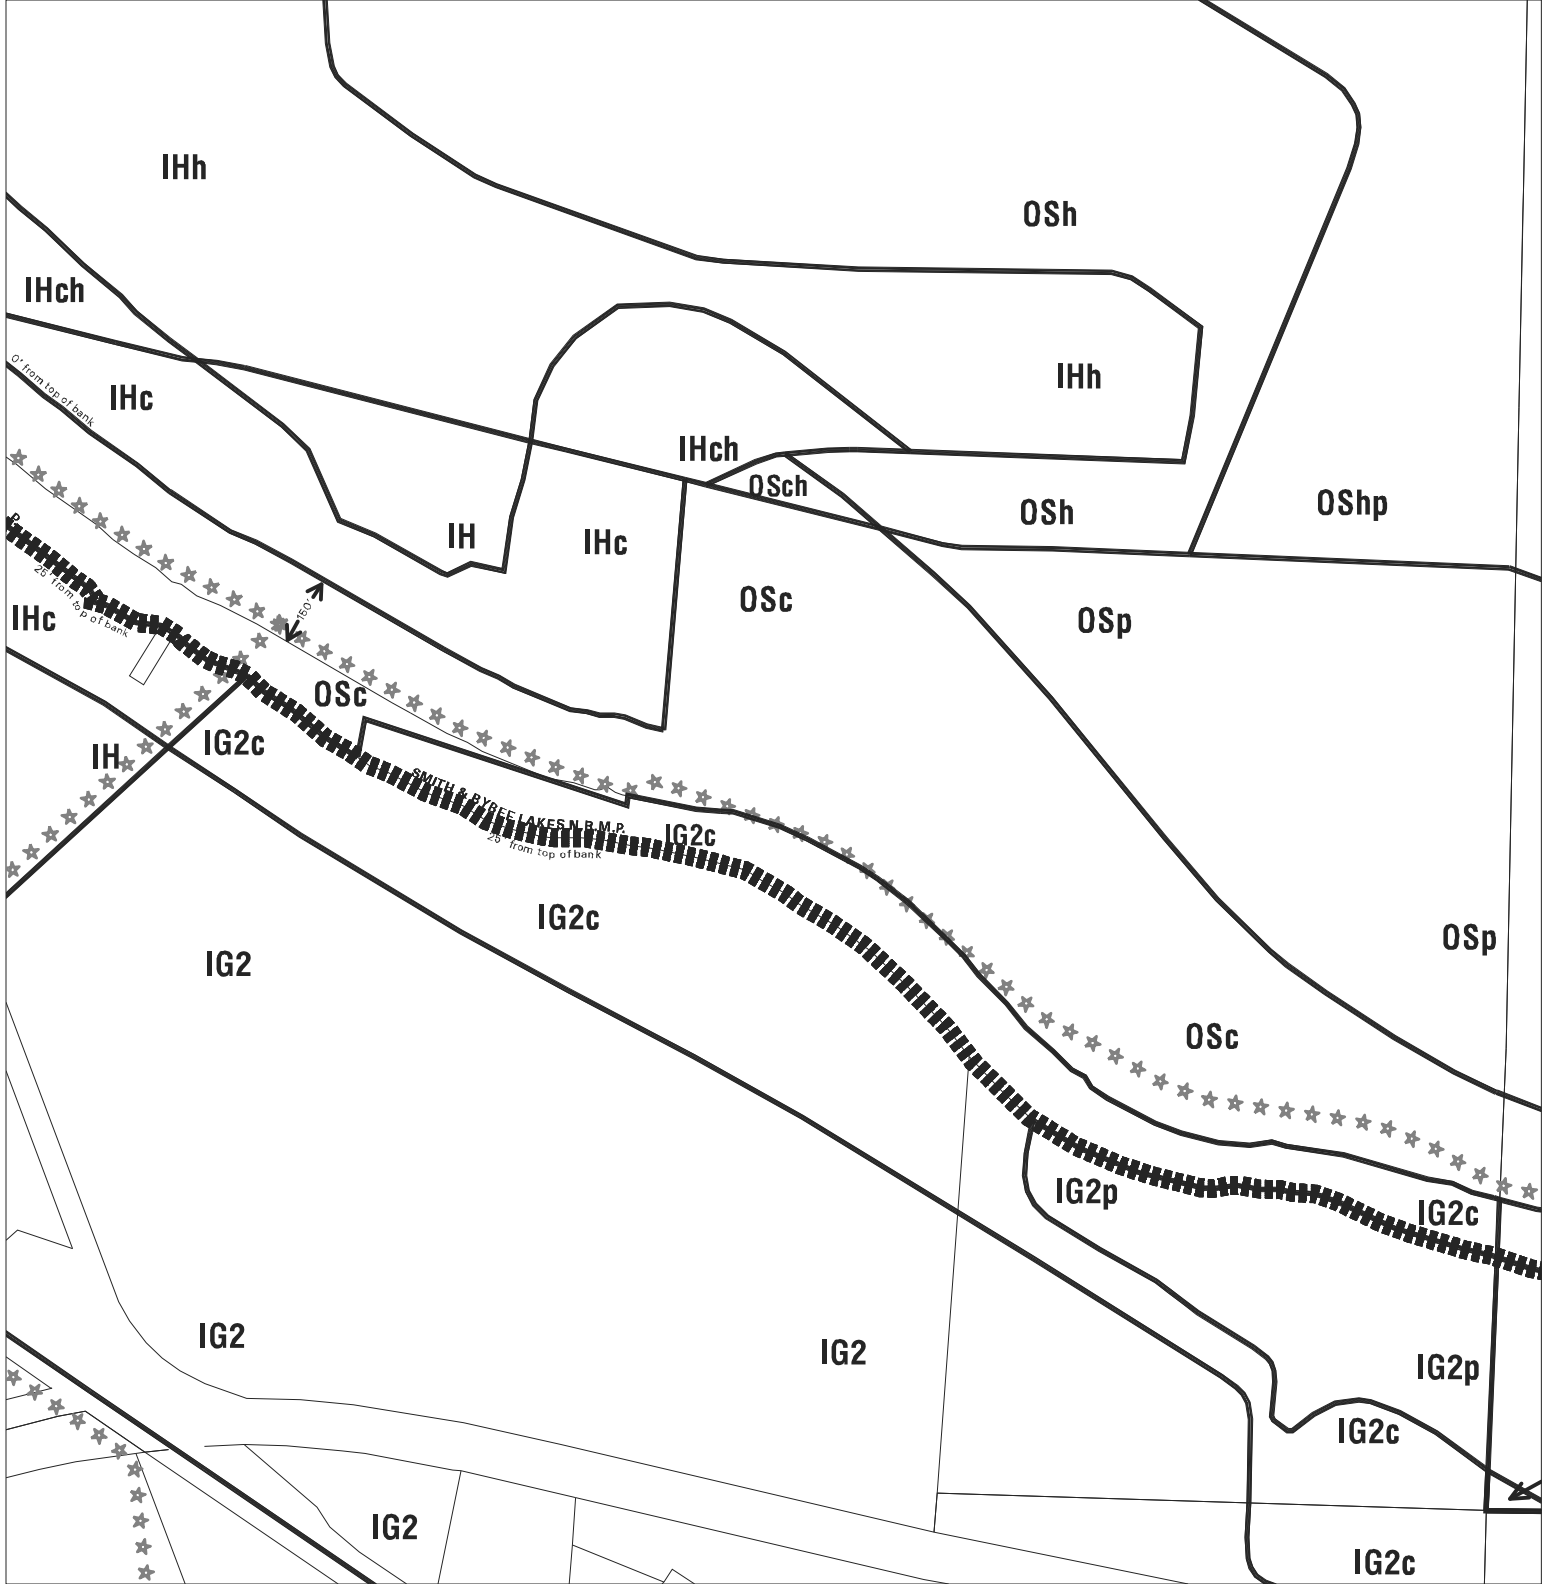 IHh
OSh
IHch
IHh
0' from top of bank
IHc
IHch
OSch
OSh
OShp
P.
IH
IHc
25' from top of bank
IHc
150'
OSc
OSp
OSc
IG2c
IH
SMITH & BYBEE LAKES N.R.M.P.
25' from top of bank
IG2c
IG2c
OSp
IG2
OSc
IG2p
IG2c
IG2
IG2
IG2p
IG2c
IG2
IG2c